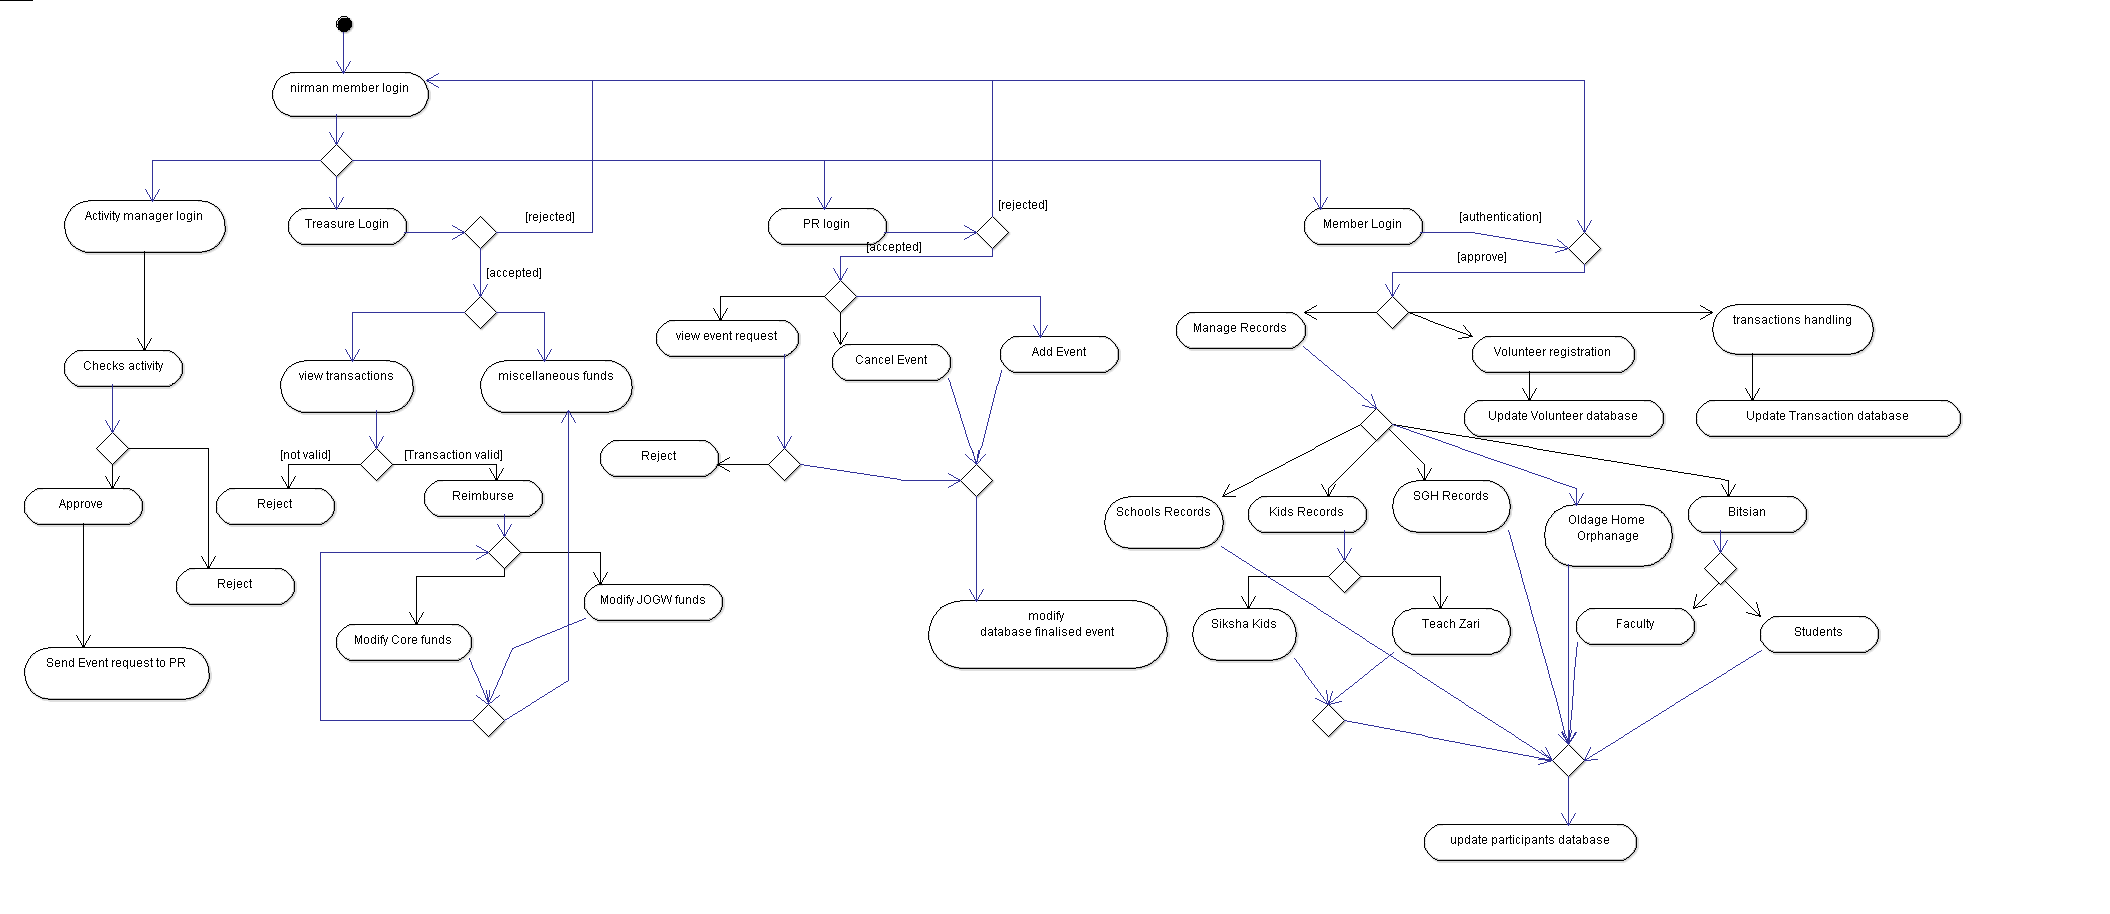 nirman member login
Activity manager login
Treasure Login
[rejected]
PR login
[rejected]
[accepted]
Member Login
[authentication]
[approve]
[accepted]
Manage Records
transactions handling
view event request
Cancel Event
Add Event
Volunteer registration
Checks activity
view transactions
miscellaneous funds
Update Volunteer database
Update Transaction database
[not valid]
[Transaction valid]
Reject
Approve
Reject
Reimburse
Schools Records
Kids Records
SGH Records
Oldage Home
Orphanage
Bitsian
Reject
Modify JOGW funds
Modify Core funds
modify
database finalised event
Siksha Kids
Teach Zari
Faculty
Students
Send Event request to PR
update participants database